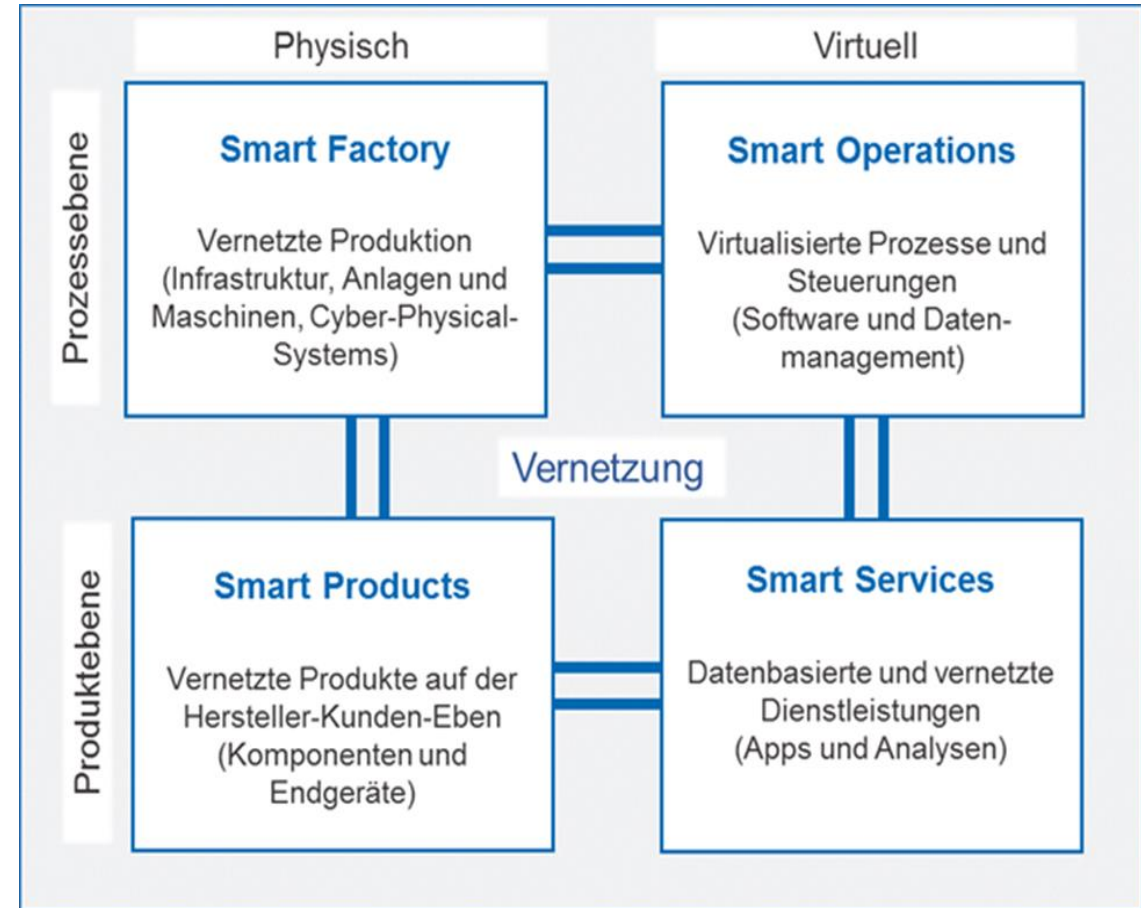 Physisch
Virtuell
Prozessebene
Smart Factory
Vernetzte Produktion
(Infrastruktur, Anlagen und
Maschinen, Cyber-Physical-
Systems)
Smart Operations
Virtualisierte Prozesse und
Steuerungen
(Software und Daten-
management)
Vernetzung
Produktebene
Smart Products
Vernetzte Produkte auf der
Hersteller-Kunden-Eben
(Komponenten und
Endgeräte)
Smart Services
Datenbasierte und vernetzte
Dienstleistungen
(Apps und Analysen)